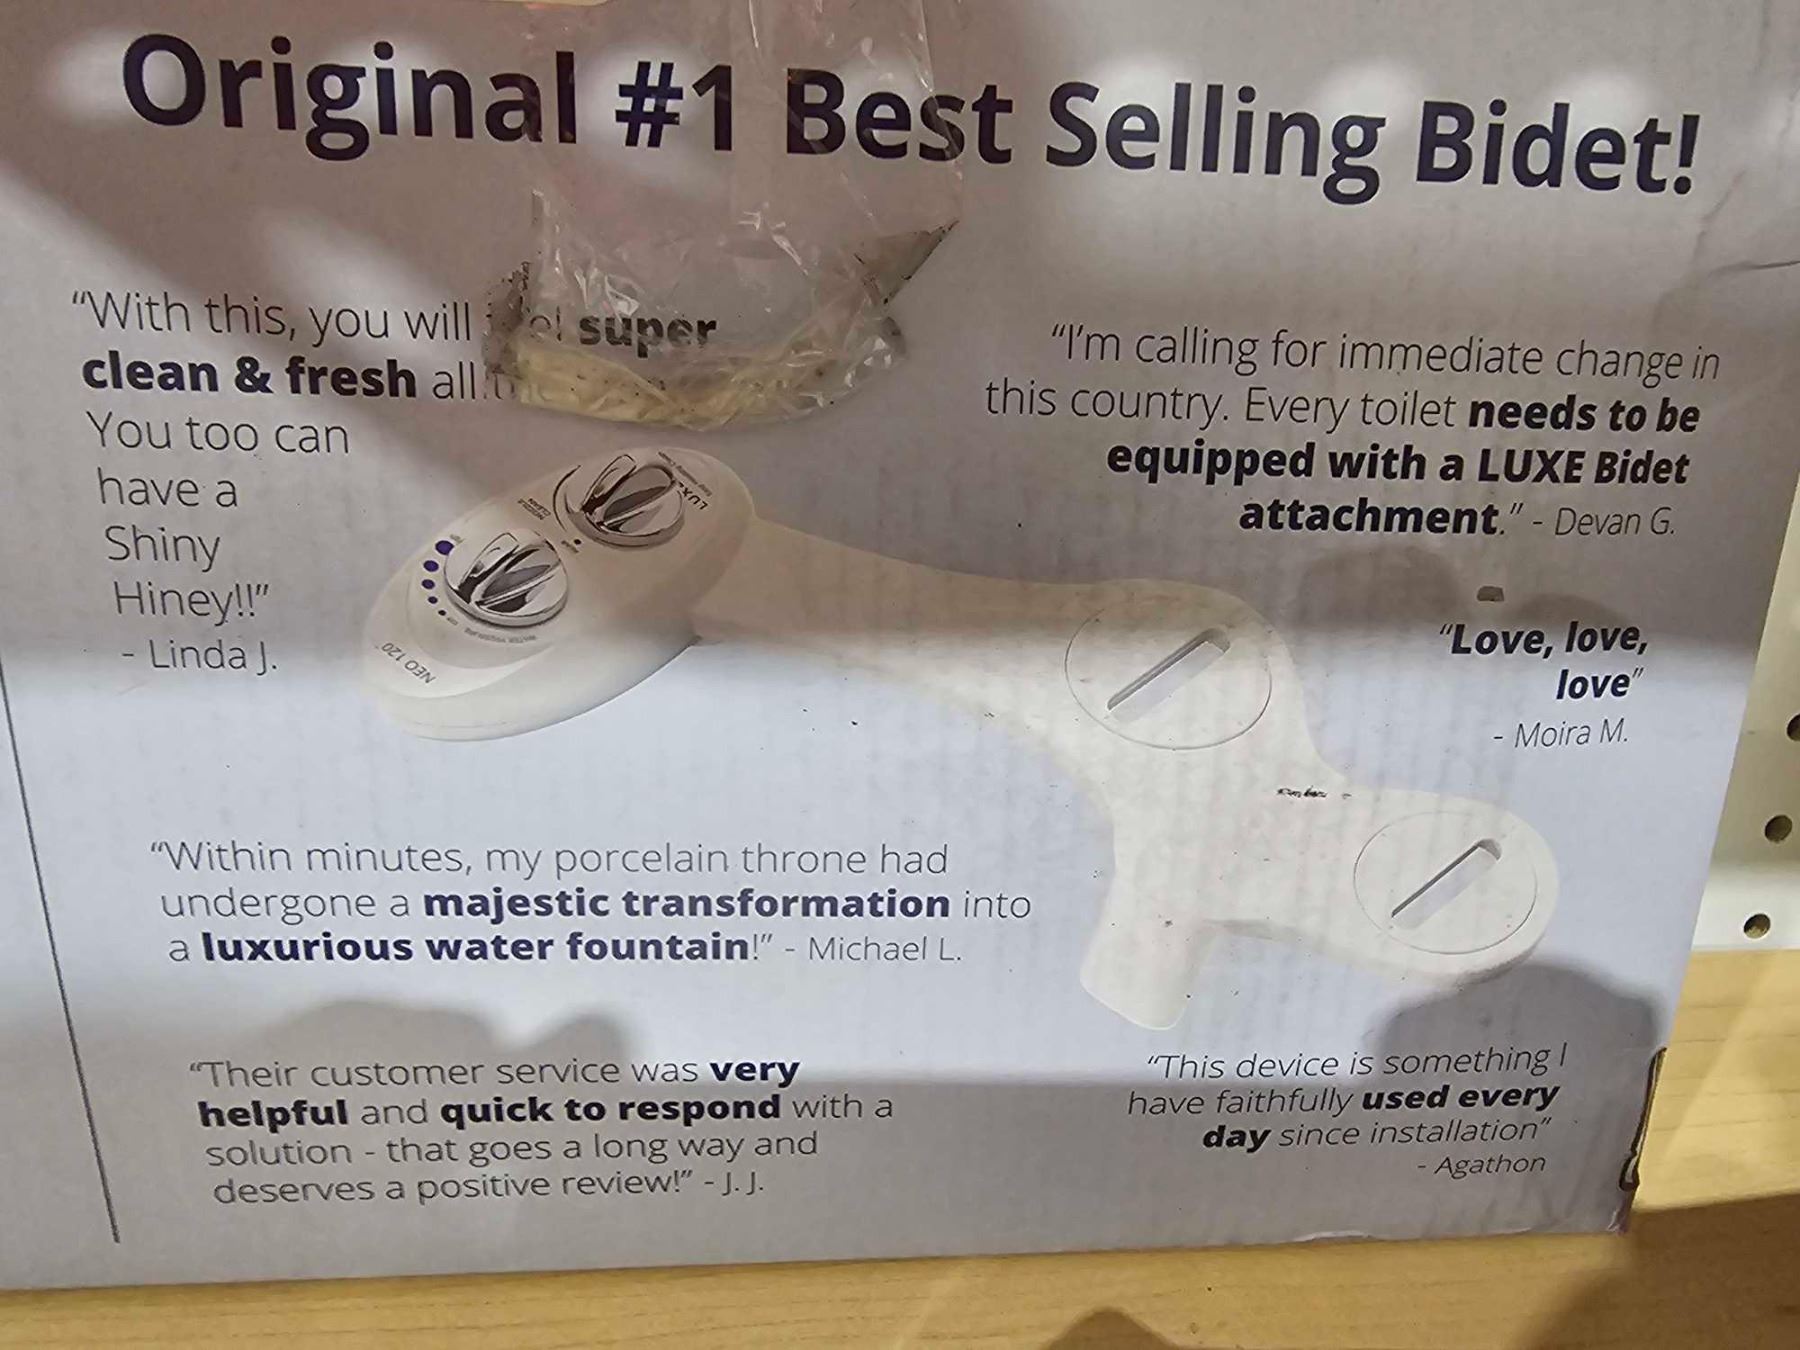 Original #1 Best Selling Bidet!
“With this, you will super
clean & fresh all
You too can
have a
Shiny
Hiney!!”
- Linda J.
“I’m calling for immediate change in
this country. Every toilet needs to be
equipped with a LUXE Bidet
attachment.” - Devan G.
“Love, love,
love”
- Moira M.
LUXE
NEO 120
“Within minutes, my porcelain throne had
undergone a majestic transformation into
a luxurious water fountain!” - Michael L.
“Their customer service was very
helpful and quick to respond with a
solution - that goes a long way and
deserves a positive review!” - J. J.
“This device is something I
have faithfully used every
day since installation”
- Agathon